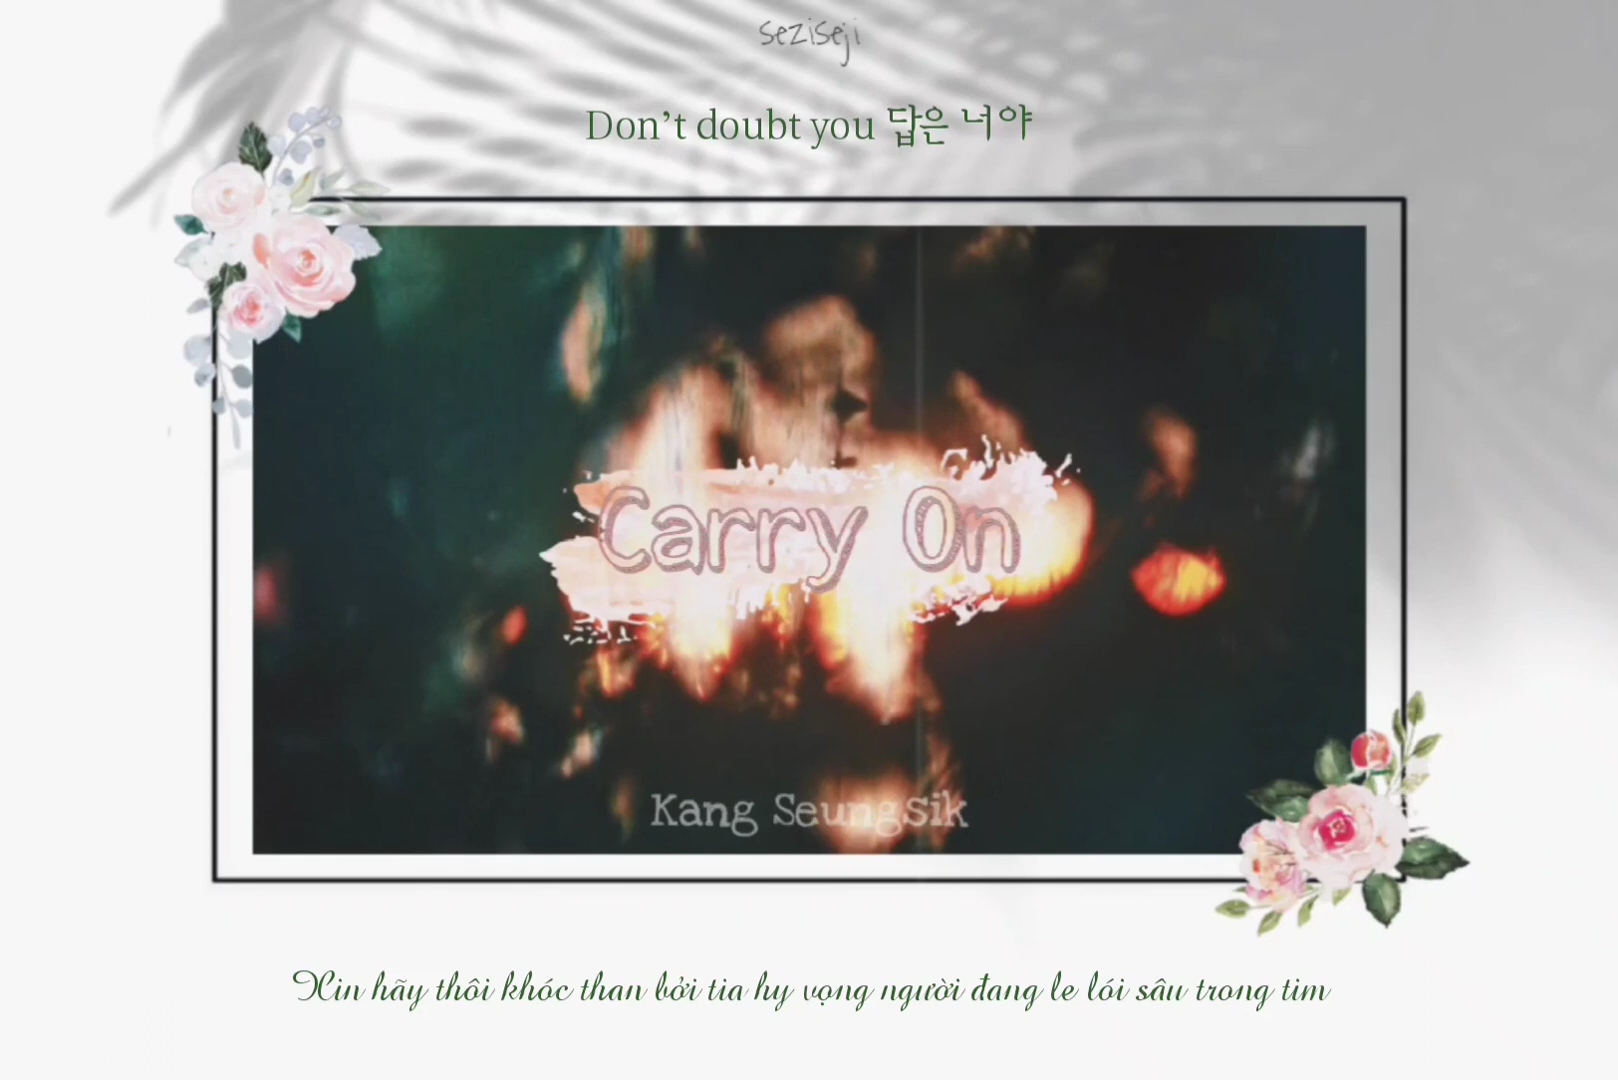 seziseji
Don't doubt you 답은 너야
Carry On
Kang Seungsik
Xin hãy thôi khóc than bởi tia hy vọng người đang le lói sâu trong tim